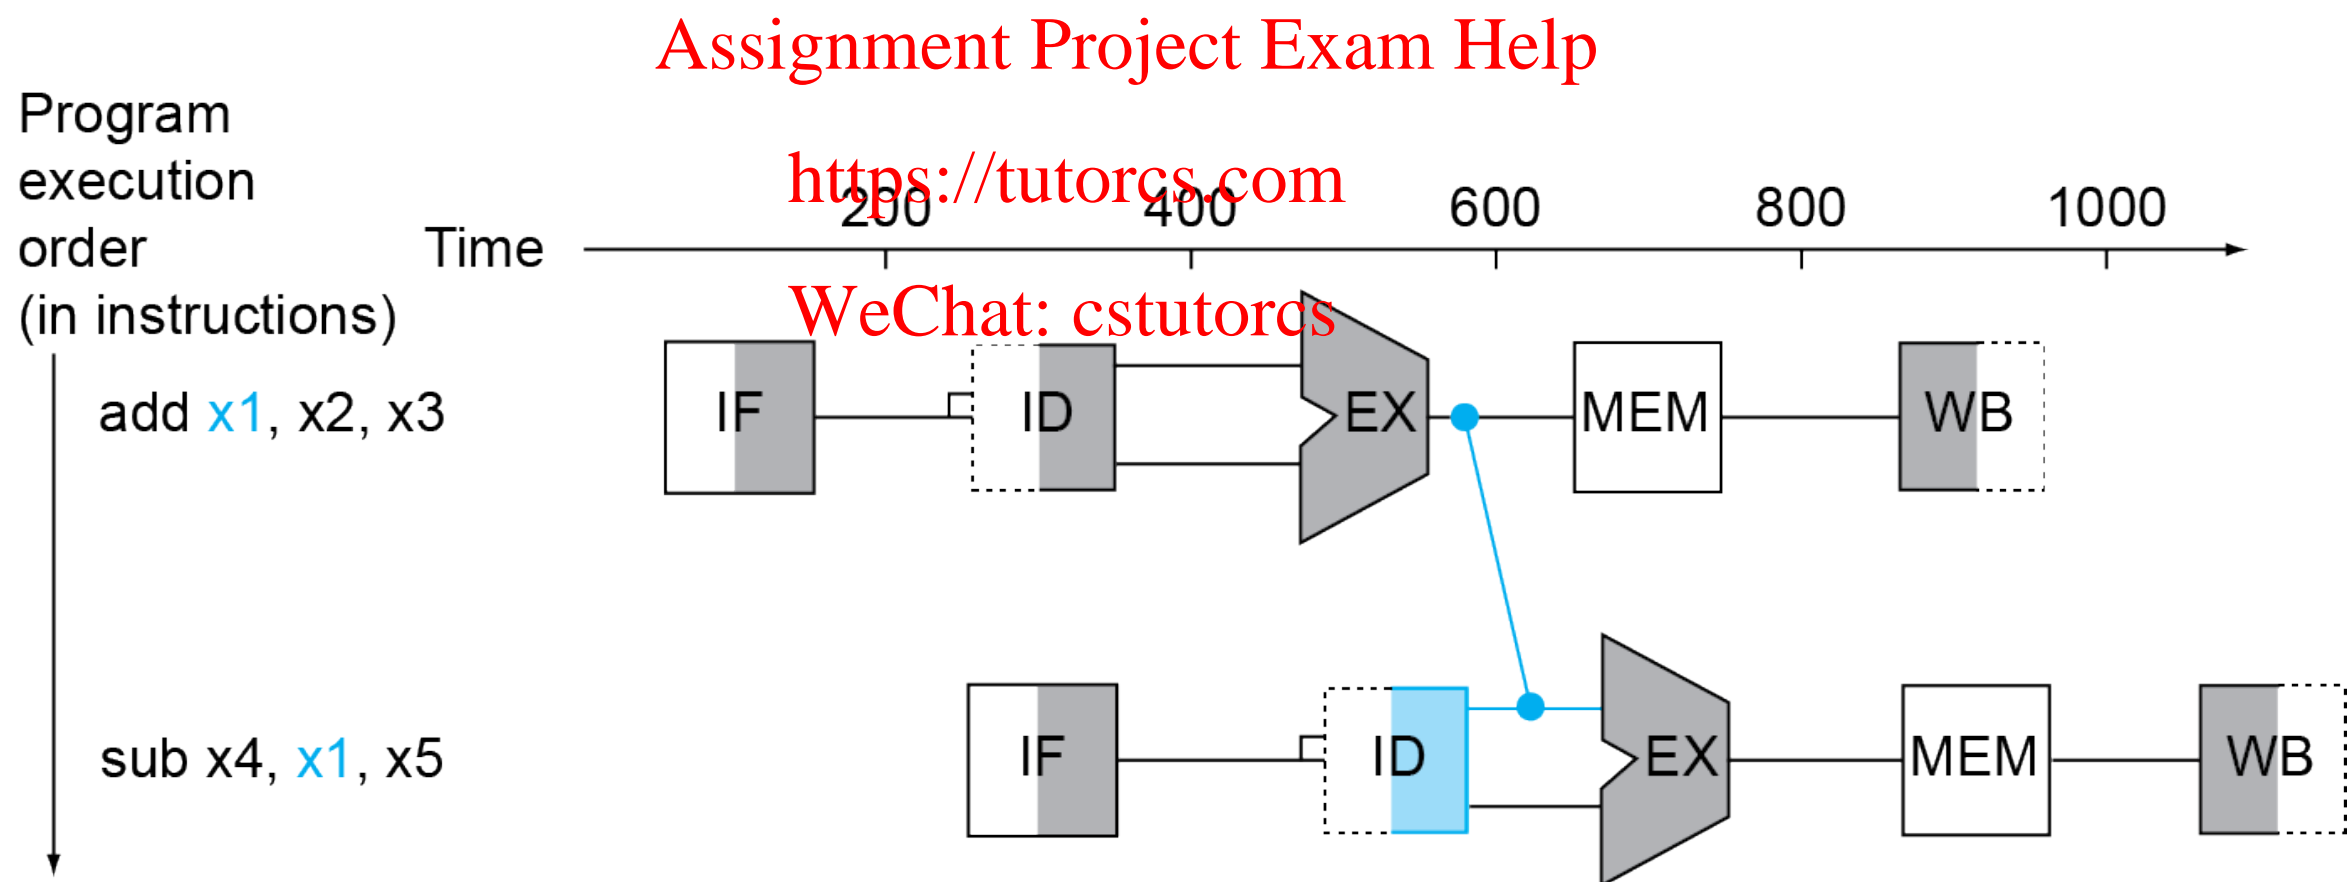 Assignment Project Exam Help
Program
execution
order
(in instructions)
https://tutorcs.com
Time
200 400 600 800 1000
WeChat: cstutorcs
add x1, x2, x3
IF ID EX MEM WB
sub x4, x1, x5
IF ID EX MEM WB